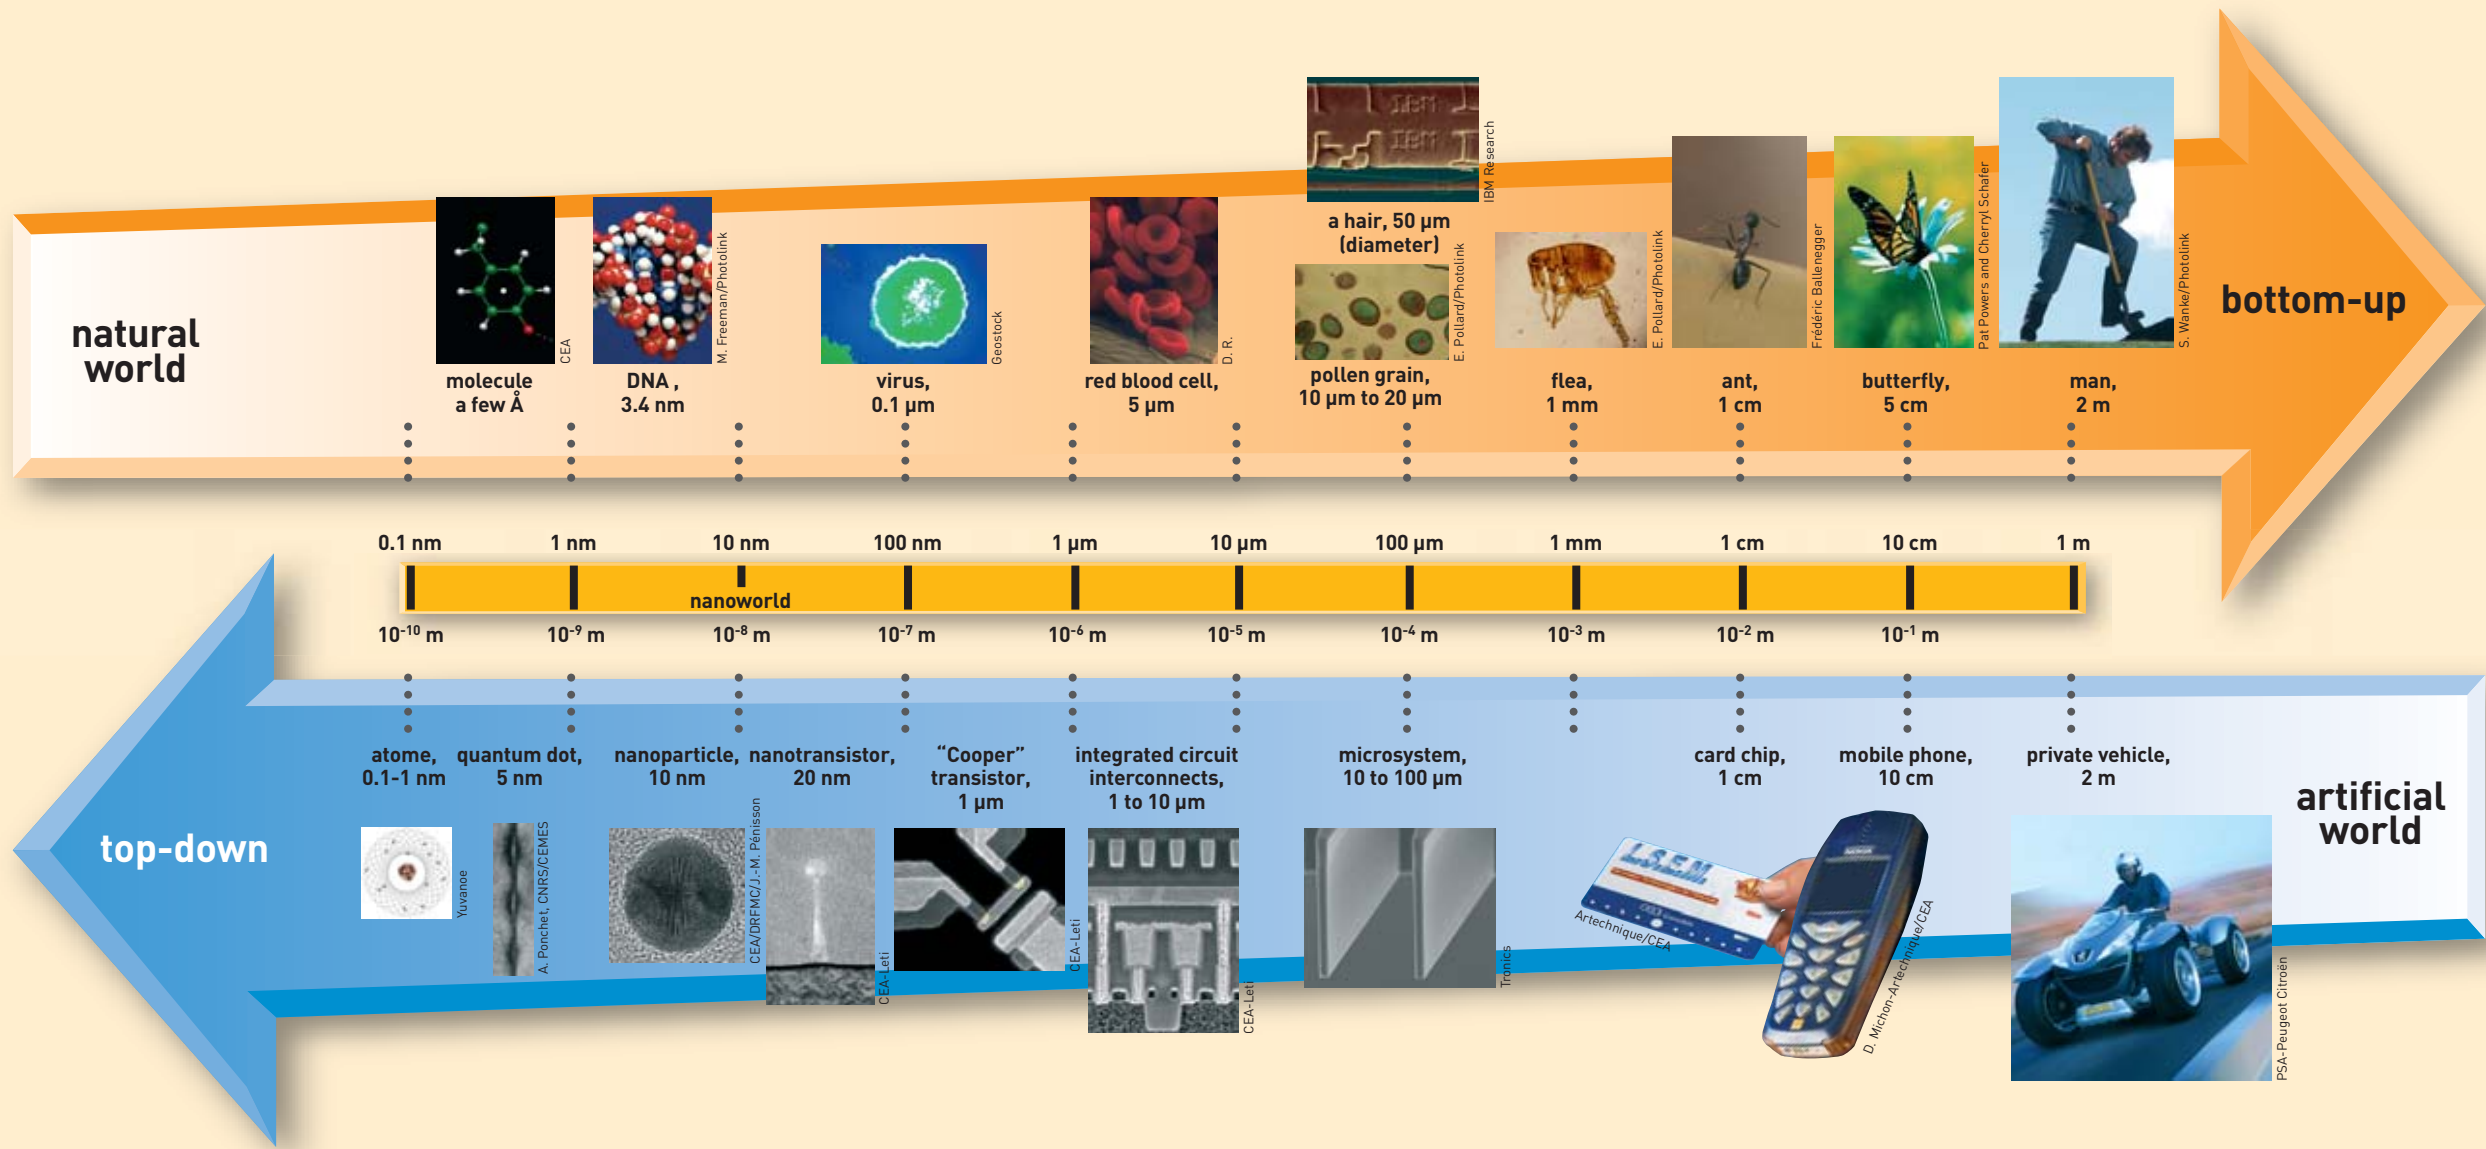 IBM
IBM
IBM Research
a hair, 50 µm
(diameter)
natural
world
CEA
molecule
a few Å
M. Freeman/Photolink
DNA ,
3.4 nm
Geostock
virus,
0.1 µm
D. R.
red blood cell,
5 µm
E. Pollard/Photolink
pollen grain,
10 µm to 20 µm
E. Pollard/Photolink
flea,
1 mm
Frédéric Ballenegger
ant,
1 cm
Pat Powers and Cherryl Schafer
butterfly,
5 cm
S. Wanke/Photolink
man,
2 m
bottom-up
0.1 nm
1 nm
10 nm
100 nm
1 µm
10 µm
100 µm
1 mm
1 cm
10 cm
1 m
nanoworld
10-10 m
10-9 m
10-8 m
10-7 m
10-6 m
10-5 m
10-4 m
10-3 m
10-2 m
10-1 m
top-down
atome,
0.1-1 nm
Yuvanoe
quantum dot,
5 nm
A. Ponchet, CNRS/CEMES
nanoparticle,
10 nm
CEA/DRFMC/J.-M. Pénisson
nanotransistor,
20 nm
CEA-Leti
“Cooper”
transistor,
1 µm
CEA-Leti
integrated circuit
interconnects,
1 to 10 µm
CEA-Leti
microsystem,
10 to 100 µm
Tronics
card chip,
1 cm
L.S.E.M.
Artechnique/CEA
mobile phone,
10 cm
NOKIA
D. Michon-Artechnique/CEA
private vehicle,
2 m
PSA-Peugeot Citroën
artificial
world